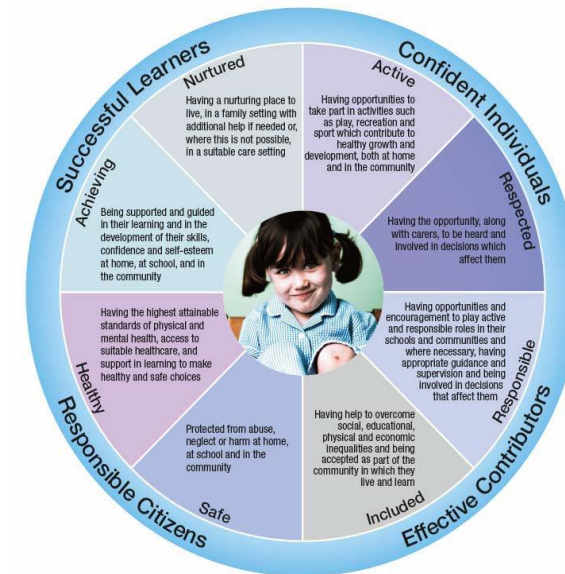 Successful Learners
Confident Individuals
Nurtured
Having a nurturing place to
live, in a family setting with
additional help if needed or,
where this is not possible,
in a suitable care setting
Active
Having opportunities to
take part in activities such
as play, recreation and
sport which contribute to
healthy growth and
development, both at home
and in the community
Achieving
Being supported and guided
in their learning and in the
development of their skills,
confidence and self-esteem
at home, at school, and in
the community
Respected
Having the opportunity, along
with carers, to be heard and
involved in decisions which
affect them
Healthy
Having the highest attainable
standards of physical and
mental health, access to
suitable healthcare, and
support in learning to make
healthy and safe choices
Responsible
Having opportunities and
encouragement to play active
and responsible roles in their
schools and communities and
where necessary, having
appropriate guidance and
supervision and being
involved in decisions
that affect them
Safe
Protected from abuse,
neglect or harm at home,
at school and in the
community
Included
Having help to overcome
social, educational,
physical and economic
inequalities and being
accepted as part of the
community in which they
live and learn
Responsible Citizens
Effective Contributors